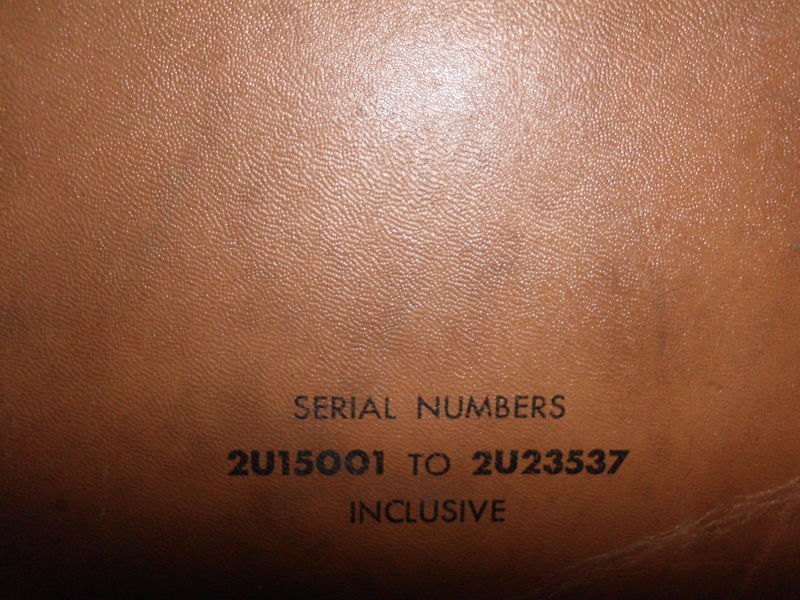 SERIAL NUMBERS
2U15001 TO 2U23537
INCLUSIVE